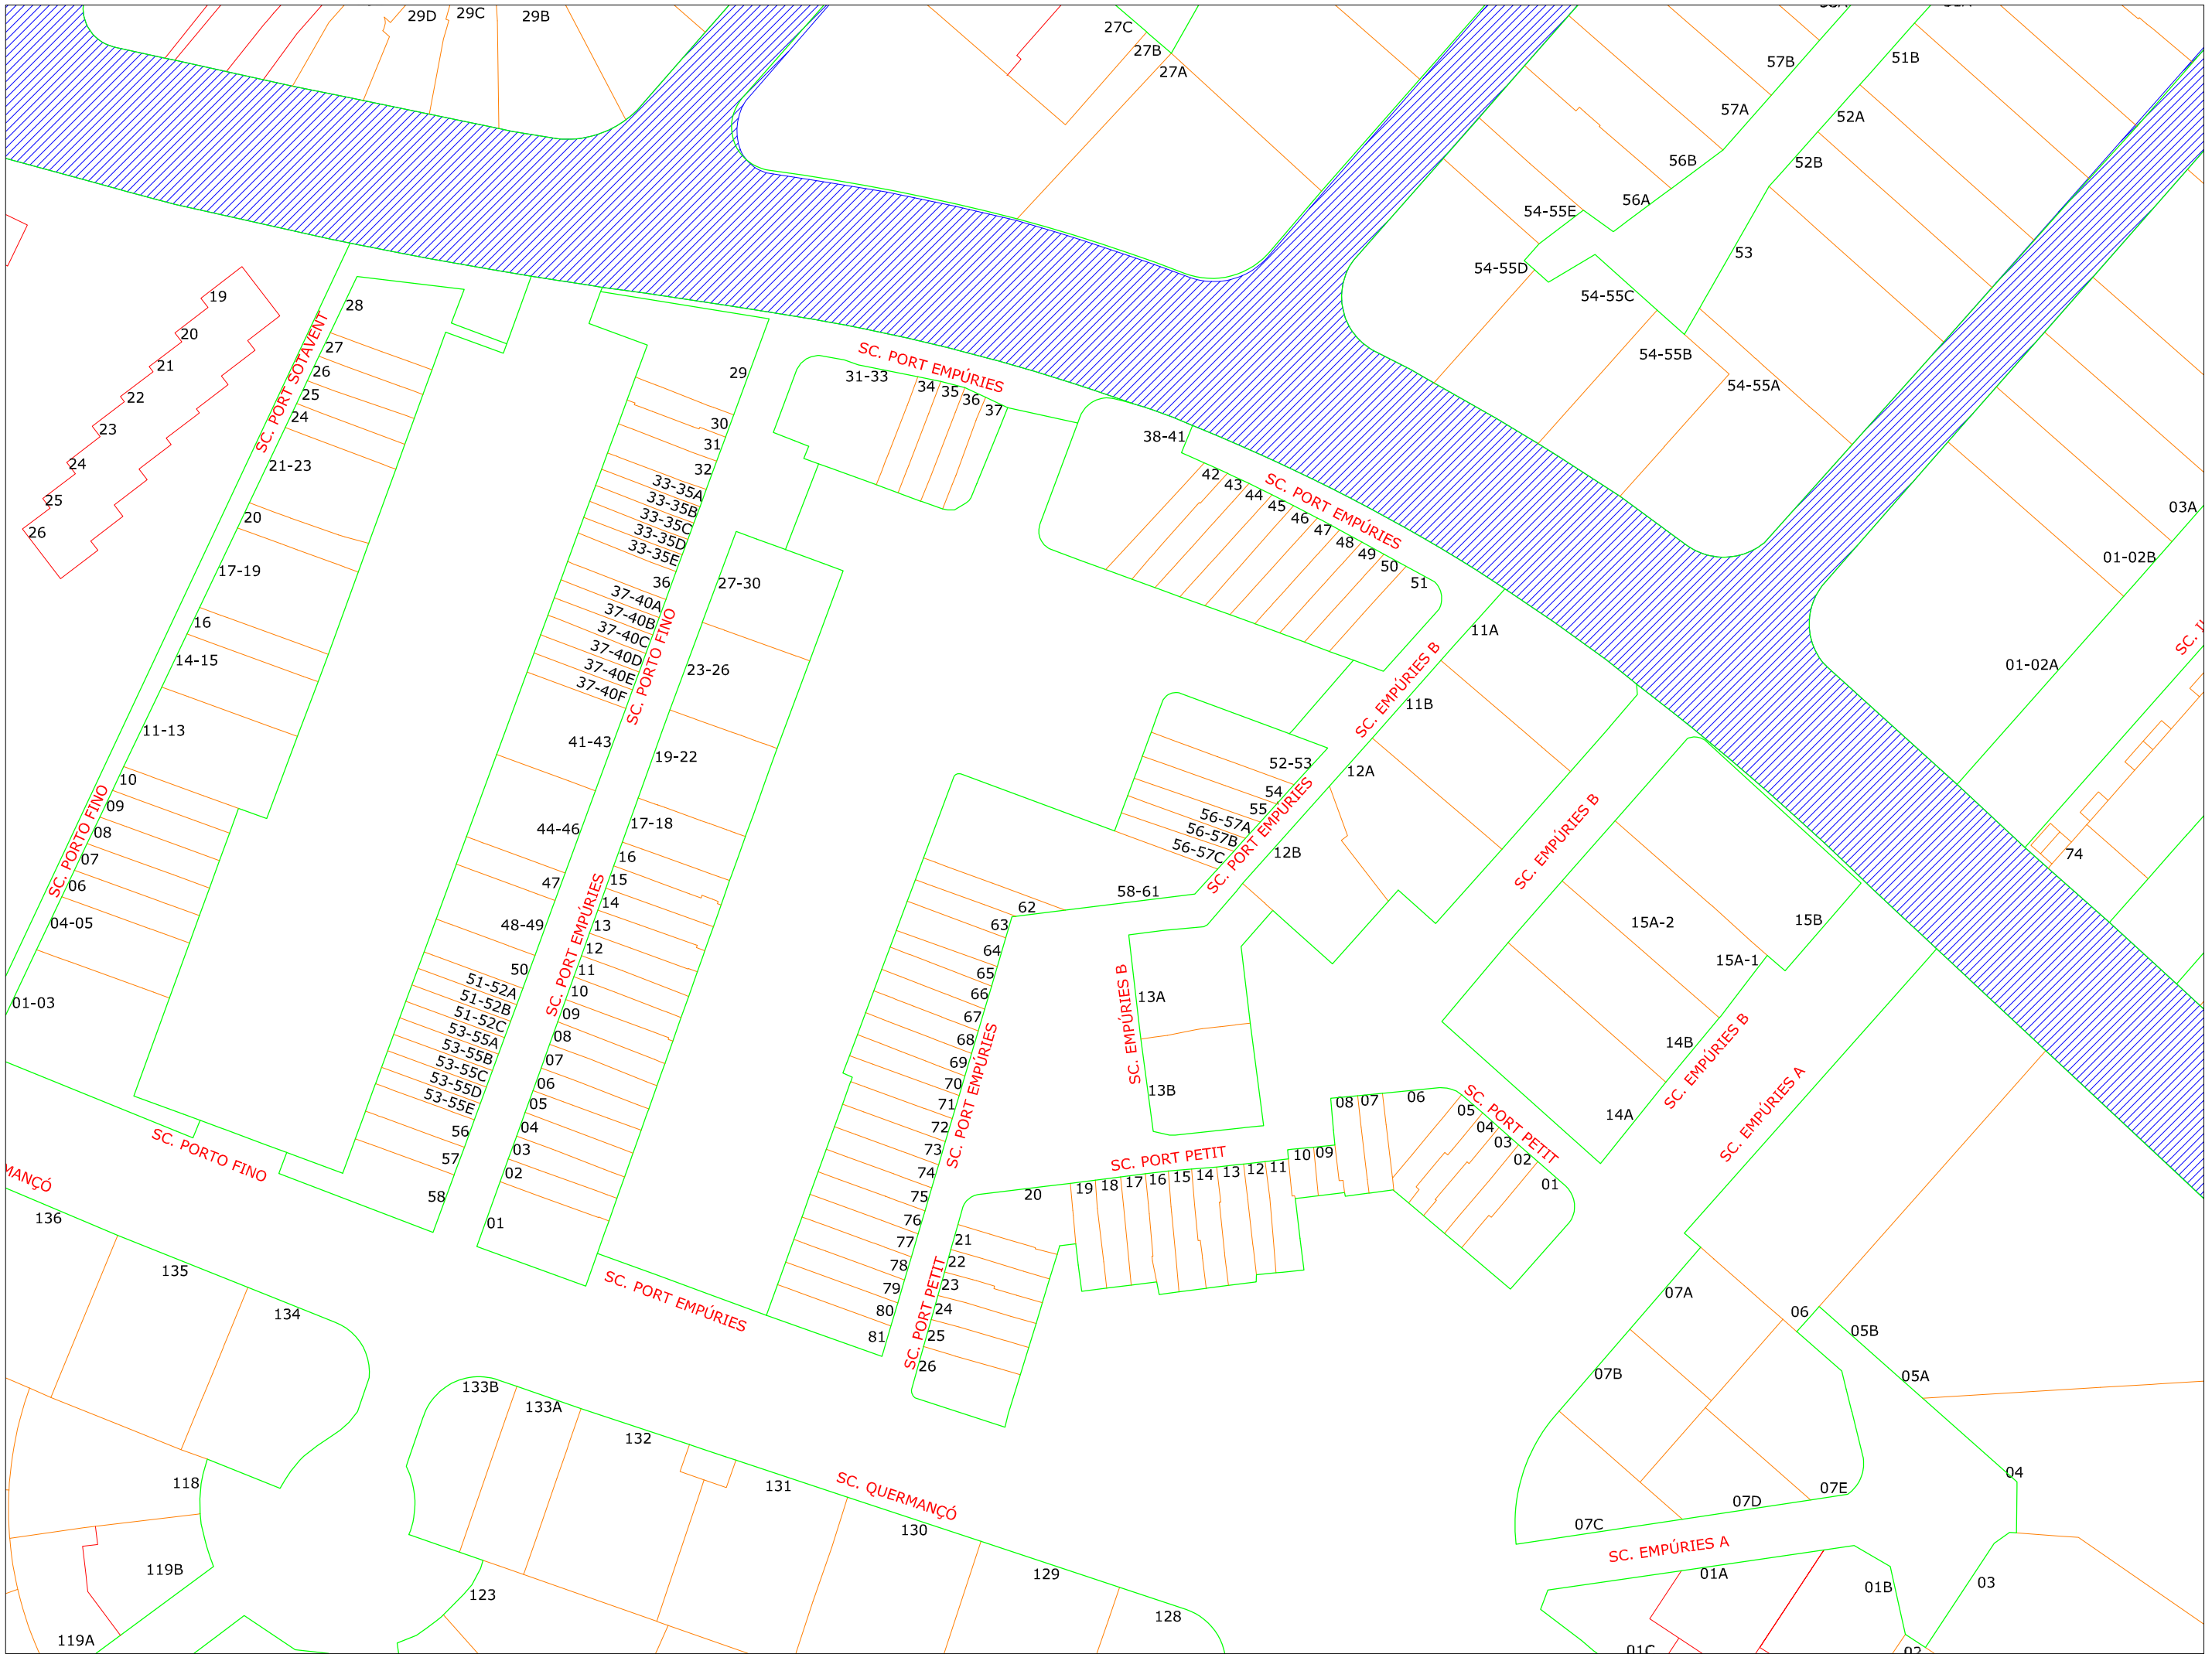 29D
29C
29B
27C
27B
27A
57B
57A
56B
56A
51B
52A
52B
53
54-55E
54-55D
54-55C
54-55B
54-55A
03A
01-02B
01-02A
74
19
20
21
22
23
24
25
26
SC. PORT SOTAVENT
28
27
26
25
24
21-23
20
17-19
16
14-15
11-13
10
09
08
07
06
04-05
01-03
SC. PORTO FINO
SC. PORTO FINO
29
30
31
32
33-35A
33-35B
33-35C
33-35D
33-35E
36
37-40A
37-40B
37-40C
37-40D
37-40E
37-40F
41-43
44-46
47
48-49
50
51-52A
51-52B
51-52C
53-55A
53-55B
53-55C
53-55D
53-55E
56
57
58
SC. PORTO FINO
SC. PORT EMPÚRIES
27-30
23-26
19-22
17-18
16
15
14
13
12
11
10
09
08
07
06
05
04
03
02
01
SC. PORT EMPÚRIES
SC. PORT EMPÚRIES
31-33
34
35
36
37
38-41
SC. PORT EMPÚRIES
42
43
44
45
46
47
48
49
50
51
52-53
54
55
56-57A
56-57B
56-57C
SC. PORT EMPÚRIES
58-61
62
63
64
65
66
67
68
69
70
71
72
73
74
75
76
77
78
79
80
81
SC. PORT EMPÚRIES
SC. EMPÚRIES B
11A
11B
12A
12B
13A
13B
SC. EMPÚRIES B
SC. EMPÚRIES B
15A-2
15A-1
15B
14B
14A
SC. EMPÚRIES B
SC. EMPÚRIES A
SC. PORT PETIT
SC. PORT PETIT
01
02
03
04
05
06
07
08
09
10
11
12
13
14
15
16
17
18
19
20
21
22
23
24
25
26
SC. PORT PETIT
07A
07B
07C
07D
07E
06
05B
05A
04
03
SC. EMPÚRIES A
01A
01B
01C
02
136
135
134
118
119B
119A
133B
133A
132
131
130
129
128
123
SC. QUERMANÇÓ